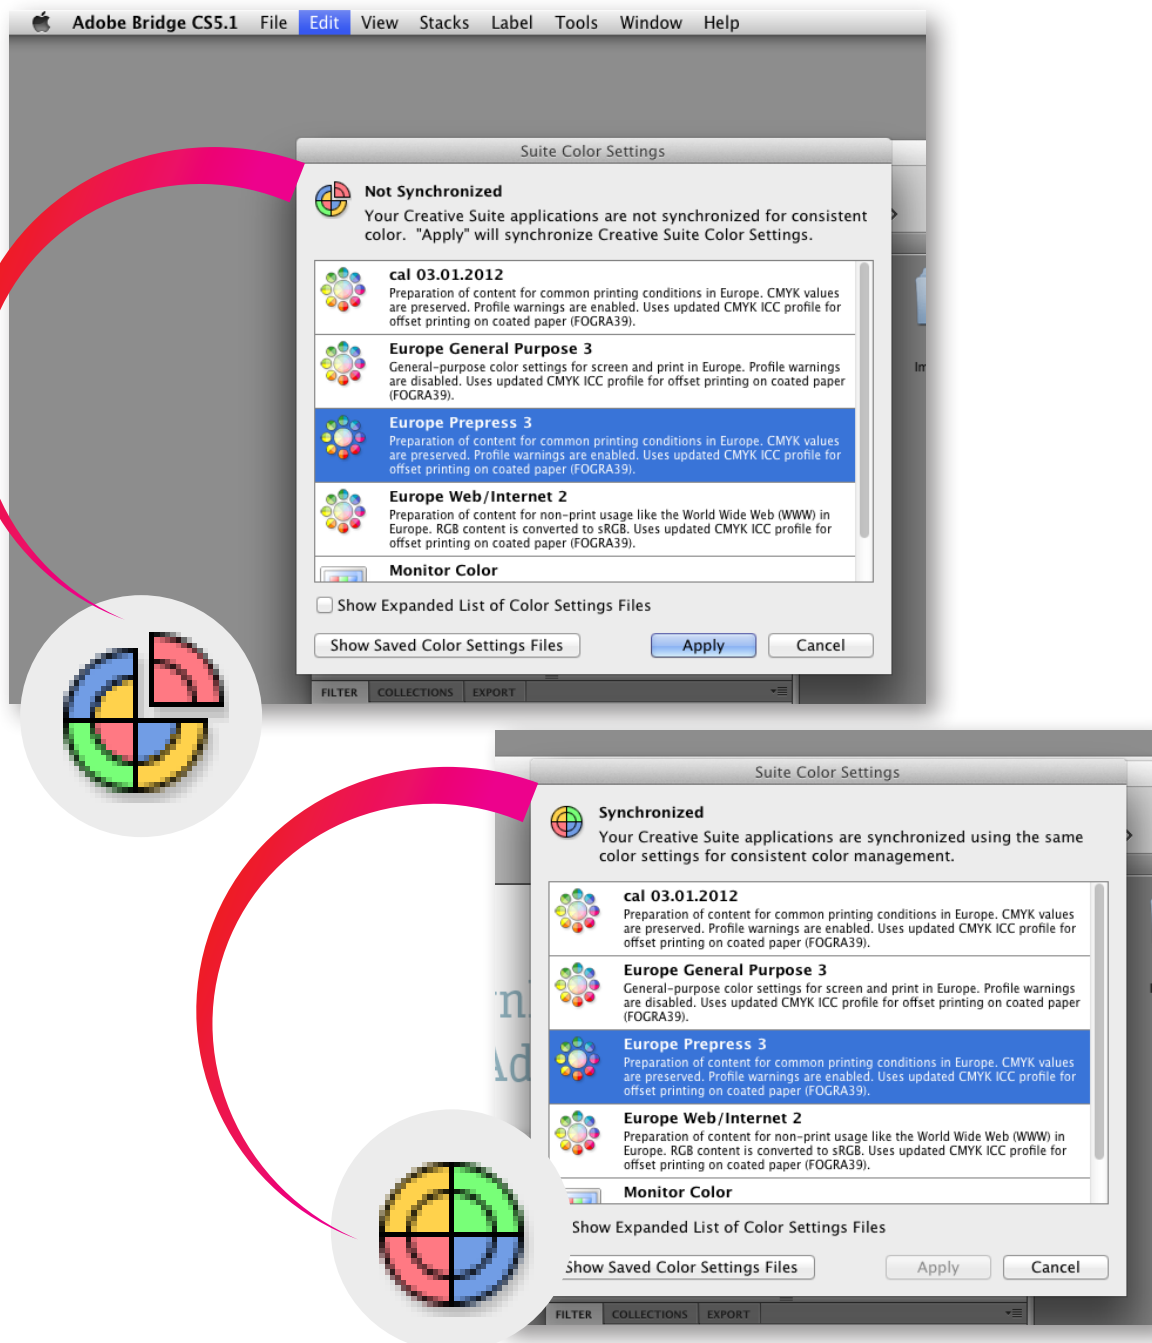 Adobe Bridge CS5.1 File Edit View Stacks Label Tools Window Help
Suite Color Settings
Not Synchronized
Your Creative Suite applications are not synchronized for consistent
color. "Apply" will synchronize Creative Suite Color Settings.
cal 03.01.2012
Preparation of content for common printing conditions in Europe. CMYK values
are preserved. Profile warnings are enabled. Uses updated CMYK ICC profile for
offset printing on coated paper (FOGRA39).
Europe General Purpose 3
General-purpose color settings for screen and print in Europe. Profile warnings
are disabled. Uses updated CMYK ICC profile for offset printing on coated paper
(FOGRA39).
Europe Prepress 3
Preparation of content for common printing conditions in Europe. CMYK values
are preserved. Profile warnings are enabled. Uses updated CMYK ICC profile for
offset printing on coated paper (FOGRA39).
Europe Web/Internet 2
Preparation of content for non-print usage like the World Wide Web (WWW) in
Europe. RGB content is converted to sRGB. Uses updated CMYK ICC profile for
offset printing on coated paper (FOGRA39).
Monitor Color
Show Expanded List of Color Settings Files
Show Saved Color Settings Files Apply Cancel
FILTER COLLECTIONS EXPORT
Suite Color Settings
Synchronized
Your Creative Suite applications are synchronized using the same
color settings for consistent color management.
cal 03.01.2012
Preparation of content for common printing conditions in Europe. CMYK values
are preserved. Profile warnings are enabled. Uses updated CMYK ICC profile for
offset printing on coated paper (FOGRA39).
Europe General Purpose 3
General-purpose color settings for screen and print in Europe. Profile warnings
are disabled. Uses updated CMYK ICC profile for offset printing on coated paper
(FOGRA39).
Europe Prepress 3
Preparation of content for common printing conditions in Europe. CMYK values
are preserved. Profile warnings are enabled. Uses updated CMYK ICC profile for
offset printing on coated paper (FOGRA39).
Europe Web/Internet 2
Preparation of content for non-print usage like the World Wide Web (WWW) in
Europe. RGB content is converted to sRGB. Uses updated CMYK ICC profile for
offset printing on coated paper (FOGRA39).
Monitor Color
Show Expanded List of Color Settings Files
Show Saved Color Settings Files Apply Cancel
FILTER COLLECTIONS EXPORT